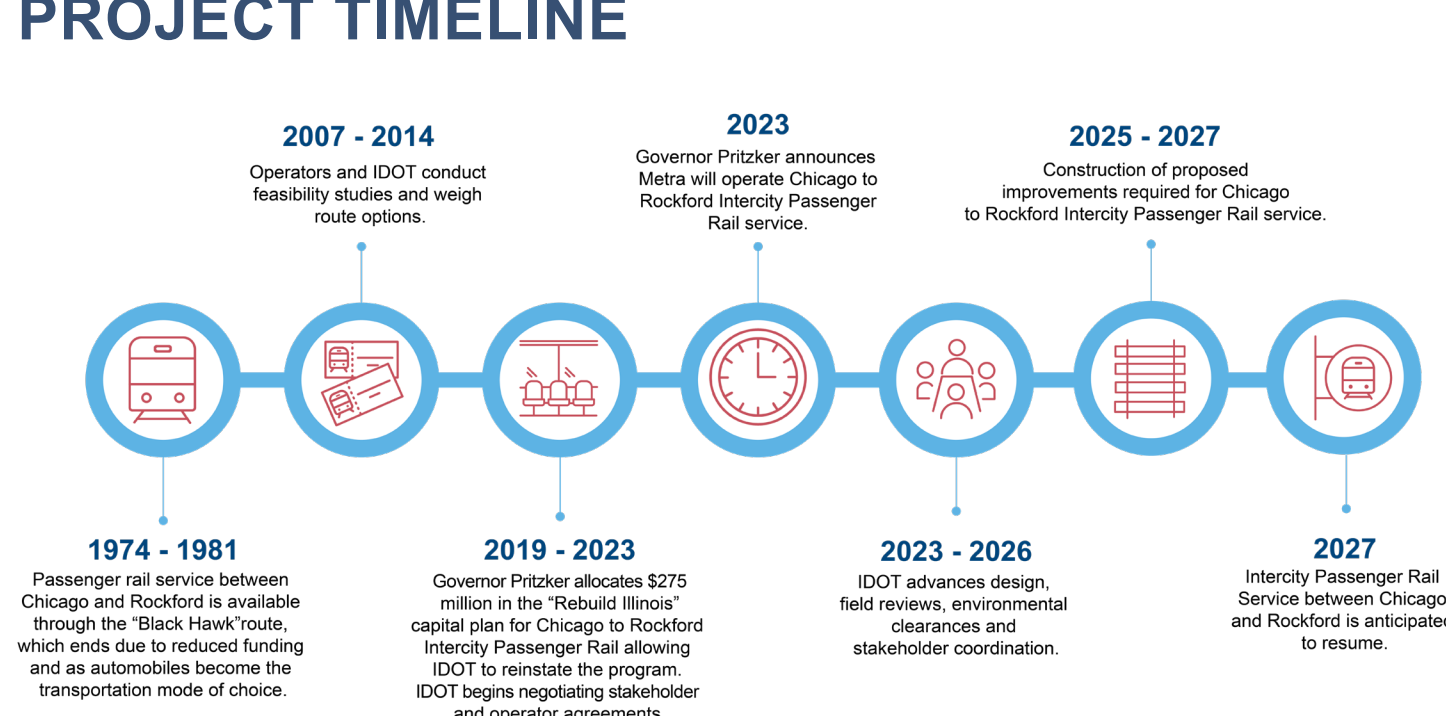 PROJECT TIMELINE
1974 - 1981
Passenger rail service between
Chicago and Rockford is available
through the “Black Hawk”route,
which ends due to reduced funding
and as automobiles become the
transportation mode of choice.
2007 - 2014
Operators and IDOT conduct
feasibility studies and weigh
route options.
2019 - 2023
Governor Pritzker allocates $275
million in the “Rebuild Illinois”
capital plan for Chicago to Rockford
Intercity Passenger Rail allowing
IDOT to reinstate the program.
IDOT begins negotiating stakeholder
and operator agreements
2023
Governor Pritzker announces
Metra will operate Chicago to
Rockford Intercity Passenger
Rail service.
2023 - 2026
IDOT advances design,
field reviews, environmental
clearances and
stakeholder coordination.
2025 - 2027
Construction of proposed
improvements required for Chicago
to Rockford Intercity Passenger Rail service.
2027
Intercity Passenger Rail
Service between Chicago
and Rockford is anticipated
to resume.